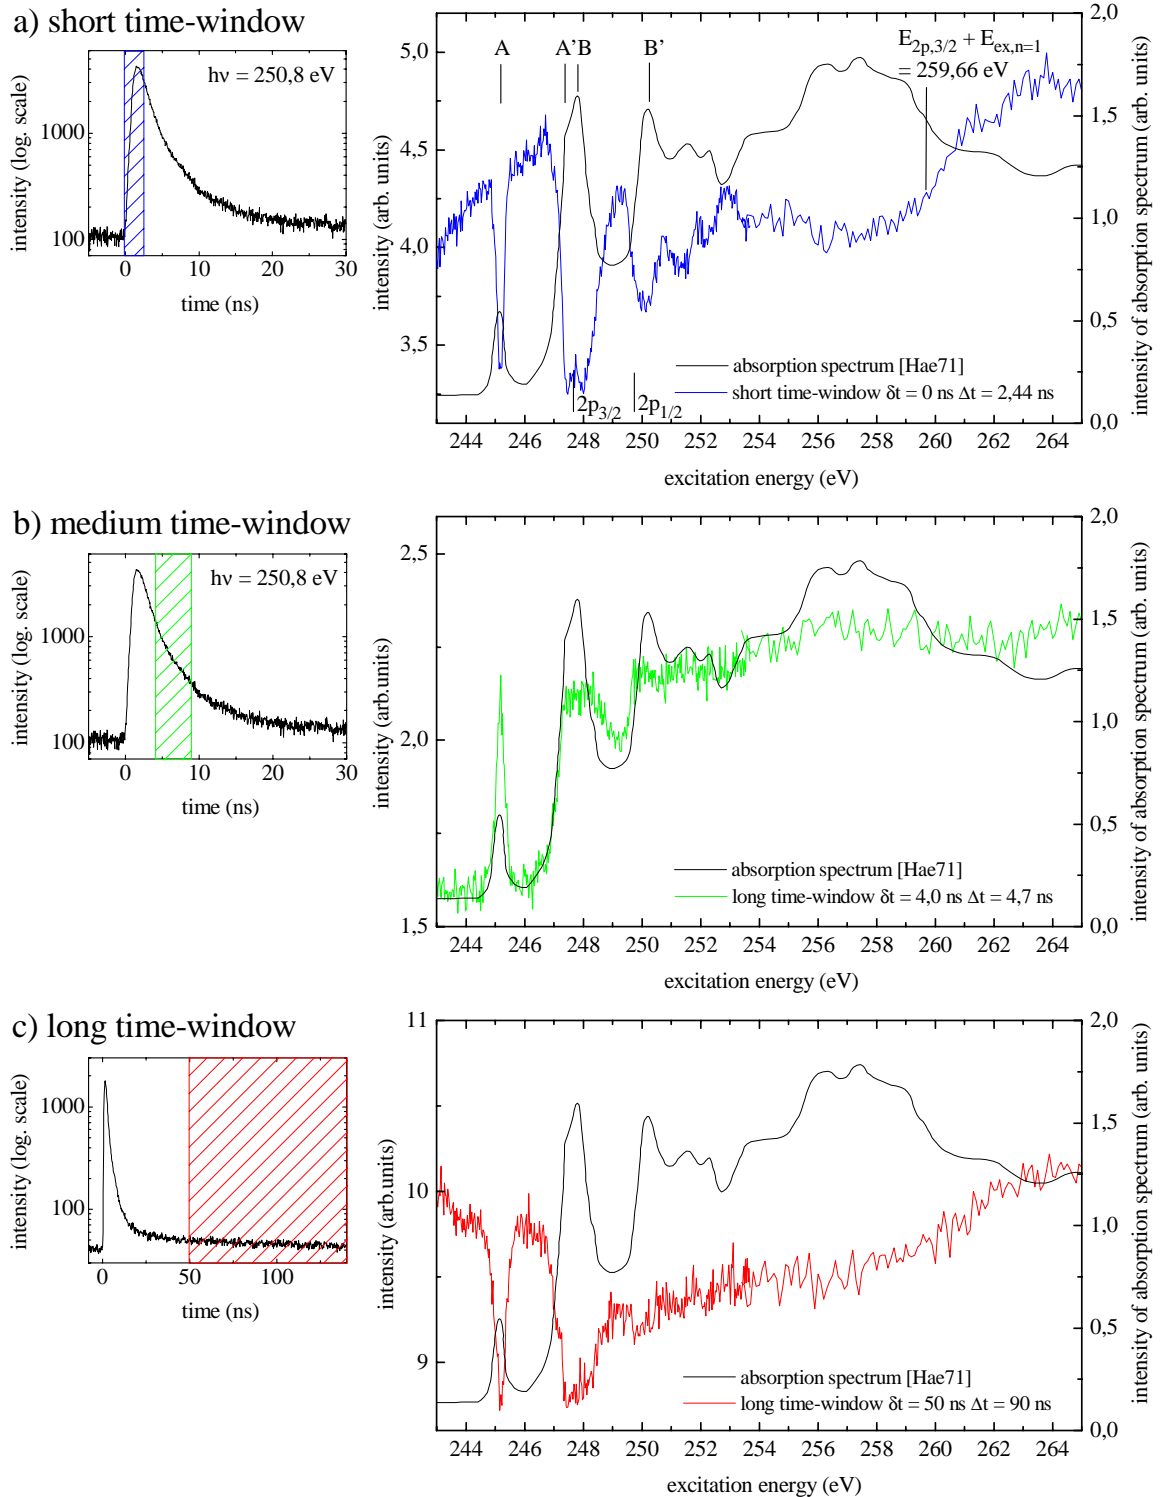 a) short time-window
intensity (log. scale)
1000
100
hν = 250,8 eV
0 10 20 30
time (ns)
intensity (arb. units)
5,0
4,5
4,0
3,5
A A’ B B’
E2p,3/2 + Eex,n=1
= 259,66 eV
absorption spectrum [Hae71]
short time-window δt = 0 ns Δt = 2,44 ns
2p3/2 2p1/2
244 246 248 250 252 254 256 258 260 262 264
excitation energy (eV)
2,0
1,5
1,0
0,5
0,0
intensity of absorption spectrum (arb. units)
b) medium time-window
intensity (log. scale)
1000
100
hν = 250,8 eV
0 10 20 30
time (ns)
intensity (arb.units)
2,5
2,0
1,5
absorption spectrum [Hae71]
long time-window δt = 4,0 ns Δt = 4,7 ns
244 246 248 250 252 254 256 258 260 262 264
excitation energy (eV)
2,0
1,5
1,0
0,5
0,0
intensity of absorption spectrum (arb. units)
c) long time-window
intensity (log. scale)
1000
100
0 50 100
time (ns)
intensity (arb.units)
11
10
9
absorption spectrum [Hae71]
long time-window δt = 50 ns Δt = 90 ns
244 246 248 250 252 254 256 258 260 262 264
excitation energy (eV)
2,0
1,5
1,0
0,5
0,0
intensity of absorption spectrum (arb. units)